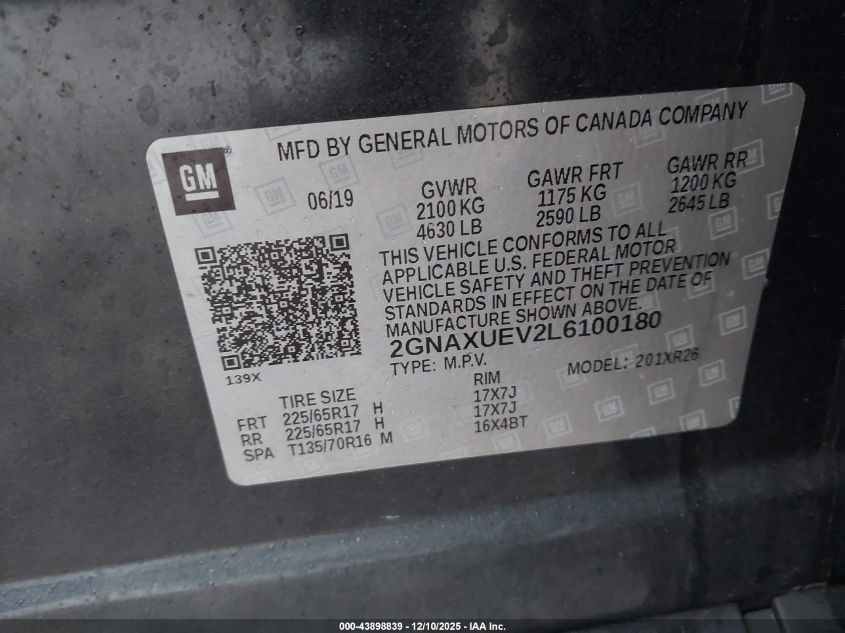 MFD BY GENERAL MOTORS OF CANADA COMPANY
GM
06/19
GVWR
2100 KG
4630 LB
GAWR FRT
1175 KG
2590 LB
GAWR RR
1200 KG
2645 LB
THIS VEHICLE CONFORMS TO ALL
APPLICABLE U.S. FEDERAL MOTOR
VEHICLE SAFETY AND THEFT PREVENTION
STANDARDS IN EFFECT ON THE DATE OF
MANUFACTURE SHOWN ABOVE.
2GNAXUEV2L6100180
TYPE: M.P.V. MODEL: 201XR26
139X
TIRE SIZE RIM
FRT 225/65R17 H 17X7J
RR 225/65R17 H 17X7J
SPA T135/70R16 M 16X4BT
000-43898839 - 12/10/2025 - IAA Inc.